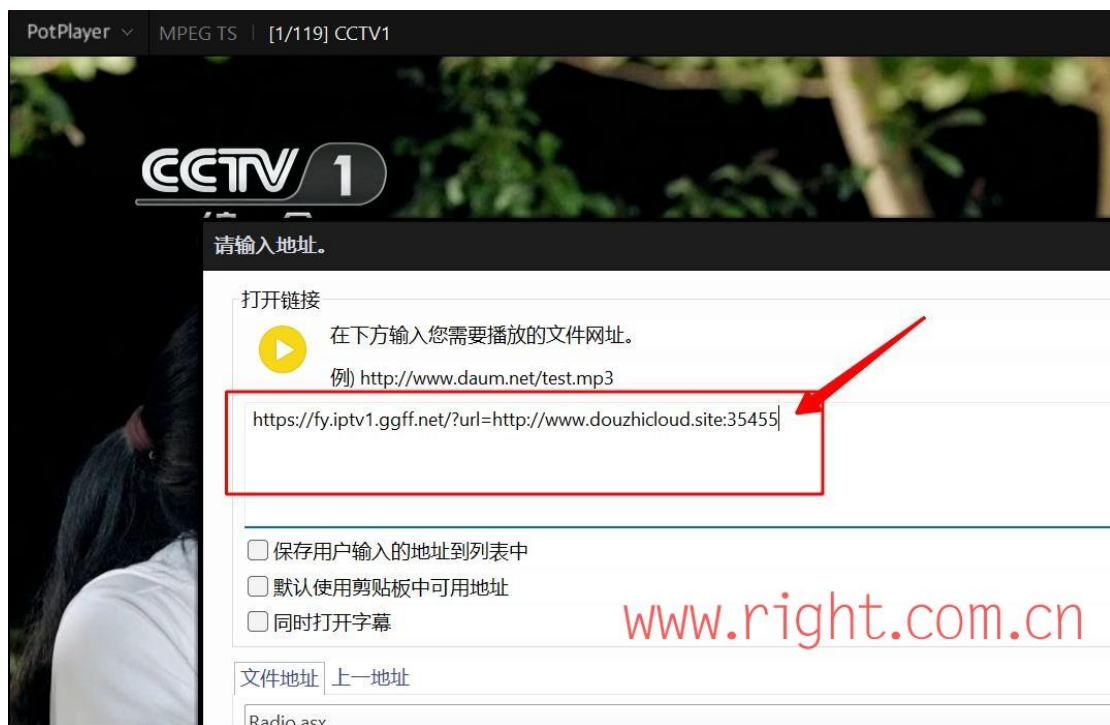 PotPlayer MPEG TS [1/119] CCTV1
CCTV 1
请输入地址。
打开链接
在下方输入您需要播放的文件网址。
例) http://www.daum.net/test.mp3
https://fy.iptv1.ggff.net/?url=http://www.douzhicloud.site:35455
保存用户输入的地址到列表中
默认使用剪贴板中可用地址
同时打开字幕
www.right.com.cn
文件地址 上一地址
Radio.asx